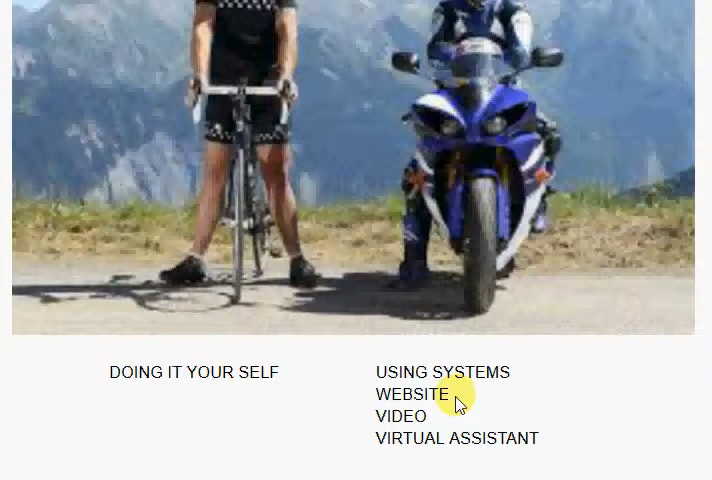 DOING IT YOUR SELF
USING SYSTEMS
WEBSITE
VIDEO
VIRTUAL ASSISTANT